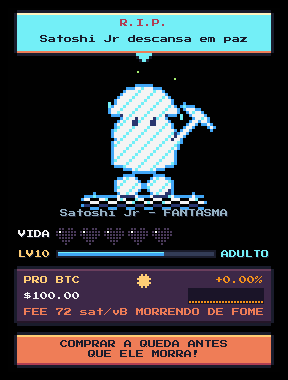 R.I.P.
Satoshi Jr descansa em paz
Satoshi Jr - FANTASMA
VIDA
LV10 ADULTO
PRO BTC +0.00%
$100.00
FEE 72 sat/vB MORRENDO DE FOME
COMPRAR A QUEDA ANTES
QUE ELE MORRA!